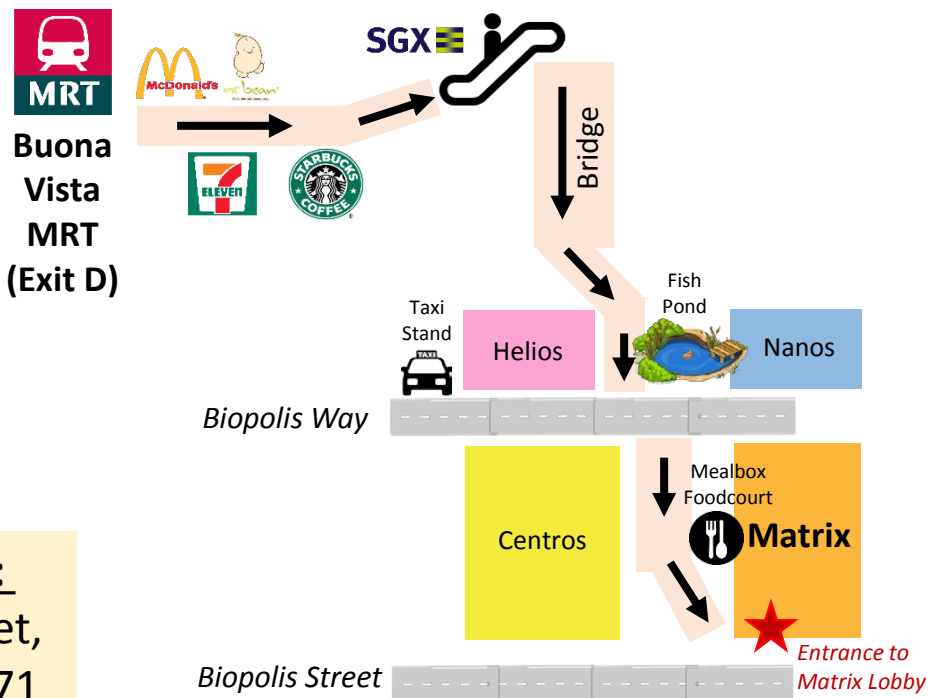 MRT
Buona
Vista
MRT
(Exit D)
McDonald's
mr bean
SGX
7
ELEVEN
STARBUCKS
COFFEE
Bridge
Taxi
Stand
TAXI
Helios
Fish
Pond
Nanos
Biopolis Way
Centros
Mealbox
Foodcourt
Matrix
:
et,
71
Biopolis Street
Entrance to
Matrix Lobby